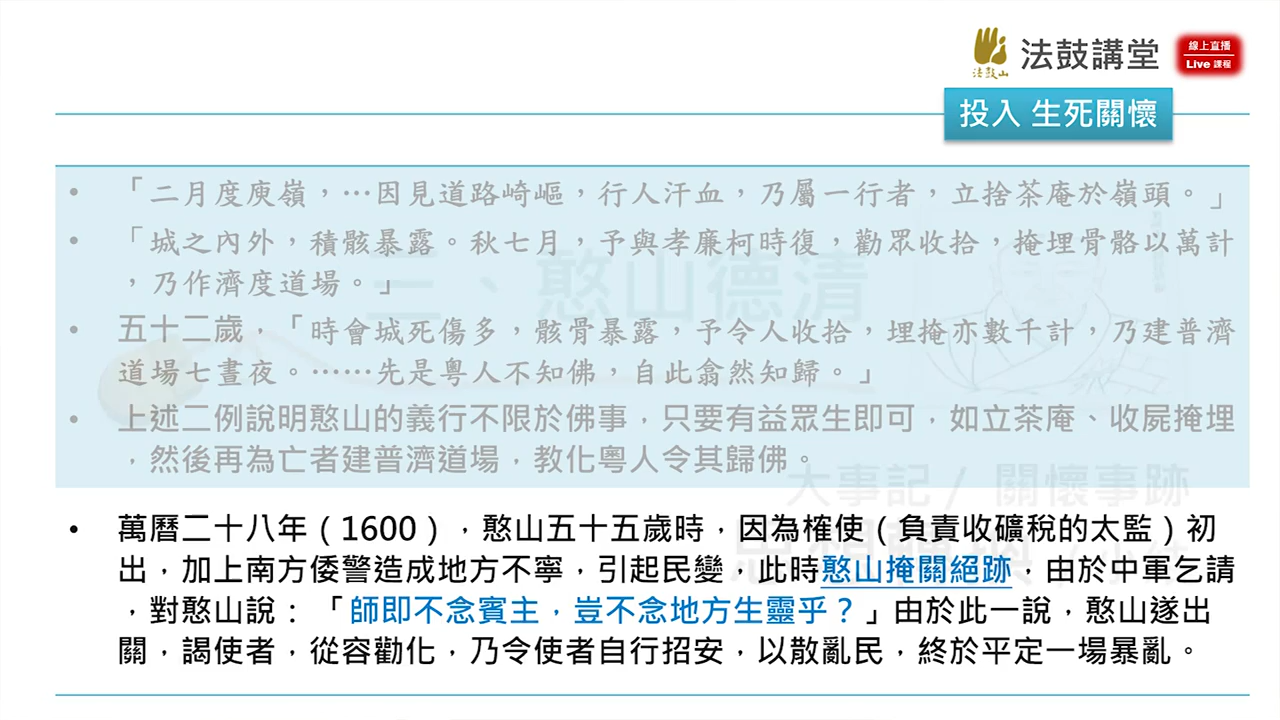 法鼓山
法鼓講堂
線上直播
Live 課程
投入 生死關懷
• 「二月度庾嶺，…因見道路崎嶇，行人汗血，乃屬一行者，立捨茶庵於嶺頭。」
• 「城之內外，積骸暴露。秋七月，予與孝廉柯時復，勸眾收拾，掩埋骨骼以萬計
，乃作濟度道場。」
• 五十二歲，「時會城死傷多，骸骨暴露，予令人收拾，埋掩亦數千計，乃建普濟
道場七晝夜。……先是粵人不知佛，自此翕然知歸。」
• 上述二例說明憨山的義行不限於佛事，只要有益眾生即可，如立茶庵、收屍掩埋
，然後再為亡者建普濟道場，教化粵人令其歸佛。
三、憨山德清
大事記 / 關懷事跡
• 萬曆二十八年（1600），憨山五十五歲時，因為榷使（負責收礦稅的太監）初
出，加上南方倭警造成地方不寧，引起民變，此時憨山掩關絕跡，由於中軍乞請
，對憨山說：「師即不念賓主，豈不念地方生靈乎？」由於此一說，憨山遂出
關，謁使者，從容勸化，乃令使者自行招安，以散亂民，終於平定一場暴亂。